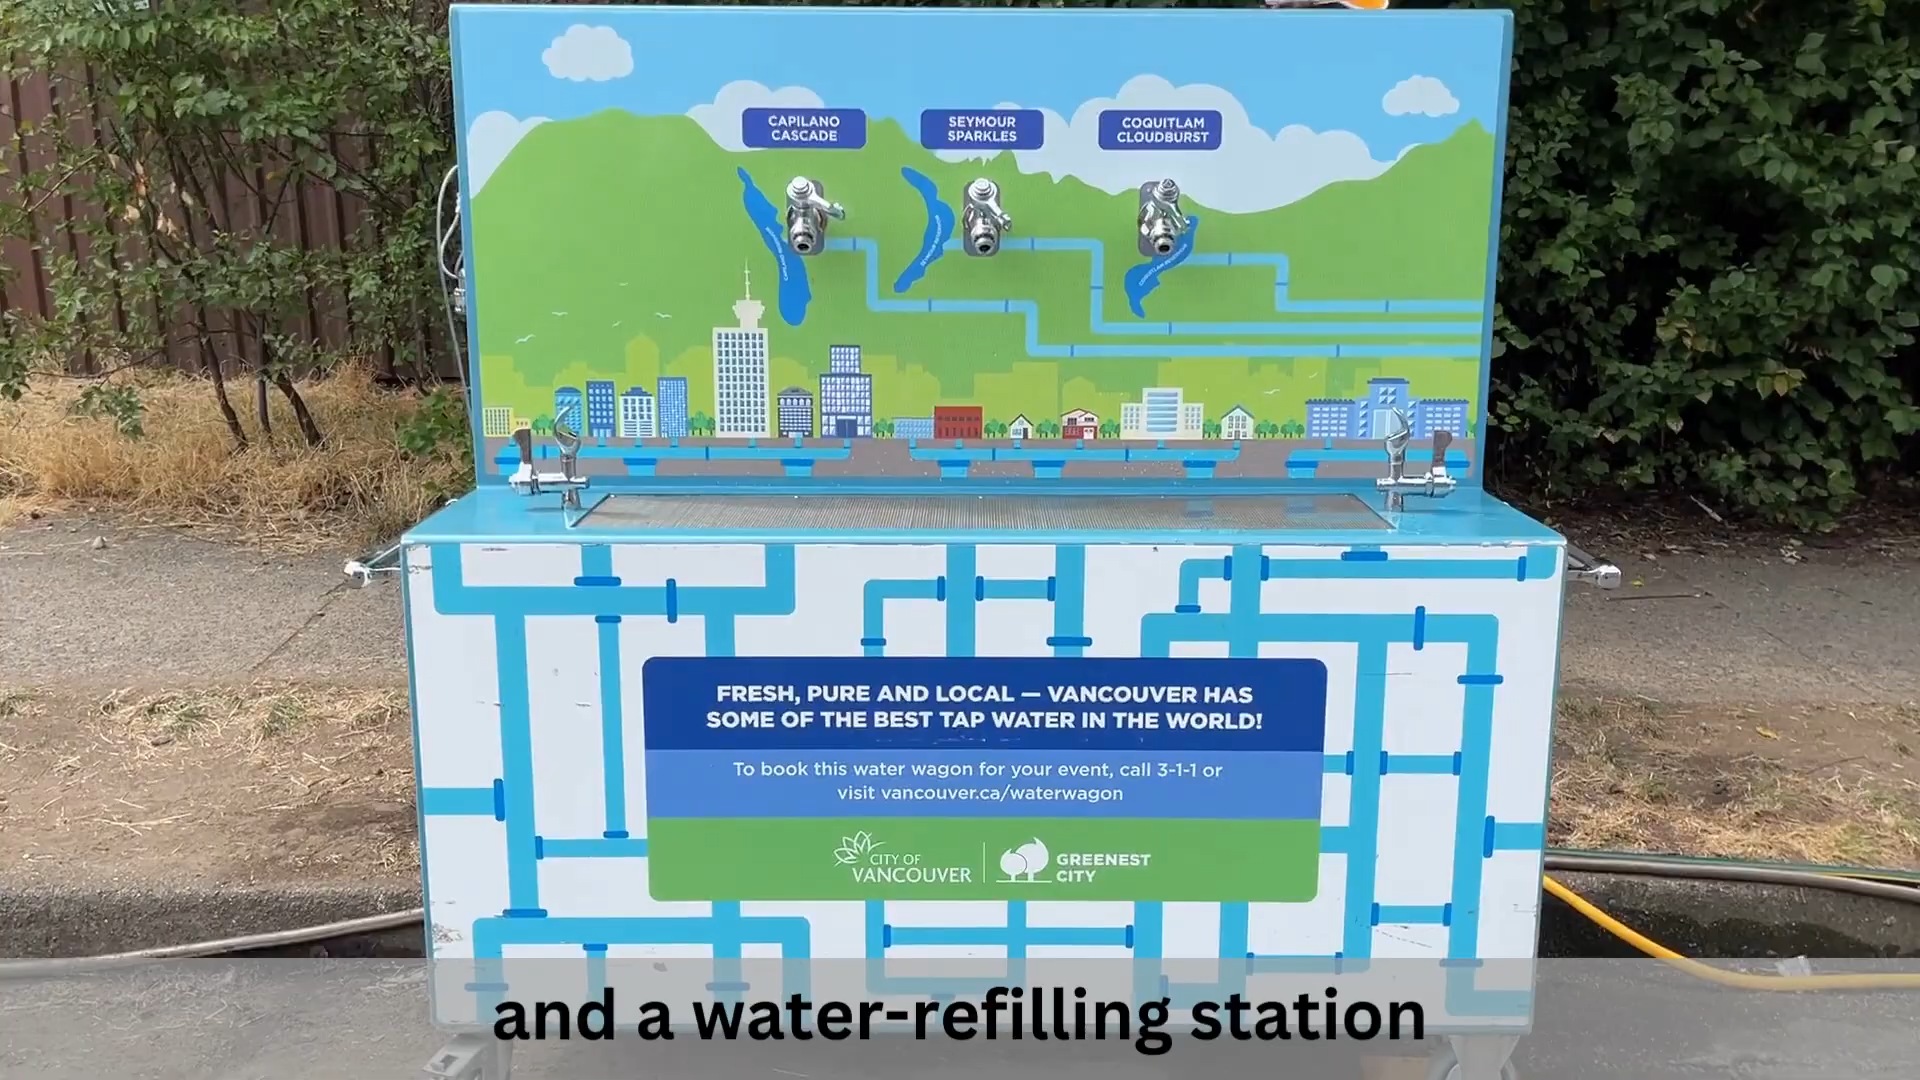 CAPILANO
CASCADE
SEYMOUR
SPARKLES
COQUITLAM
CLOUDBURST
FRESH, PURE AND LOCAL — VANCOUVER HAS
SOME OF THE BEST TAP WATER IN THE WORLD!
To book this water wagon for your event, call 3-1-1 or
visit vancouver.ca/waterwagon
CITY OF
VANCOUVER
GREENEST
CITY
and a water-refilling station